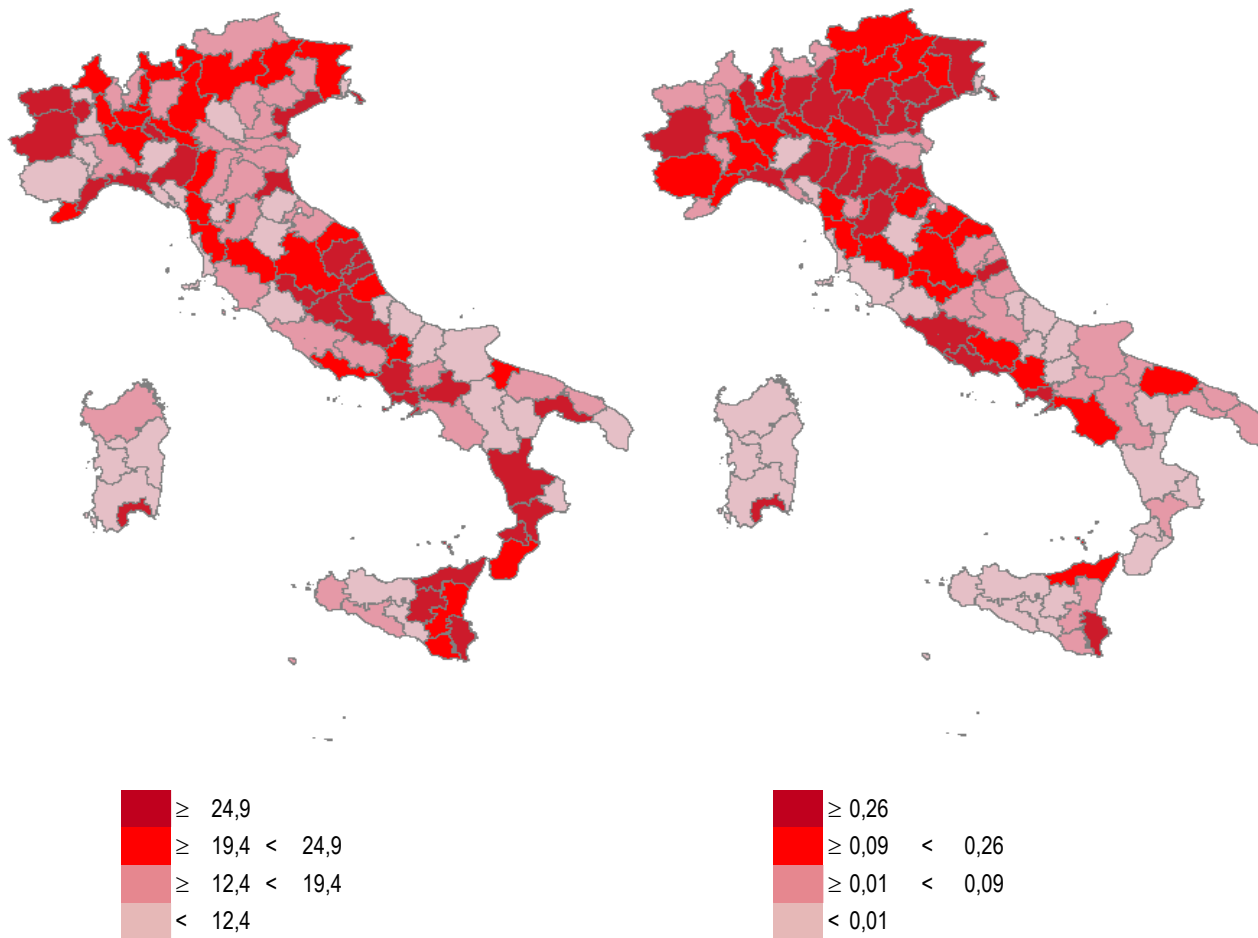 ≥ 24,9
≥ 19,4 < 24,9
≥ 12,4 < 19,4
< 12,4
≥ 0,26
≥ 0,09 < 0,26
≥ 0,01 < 0,09
< 0,01